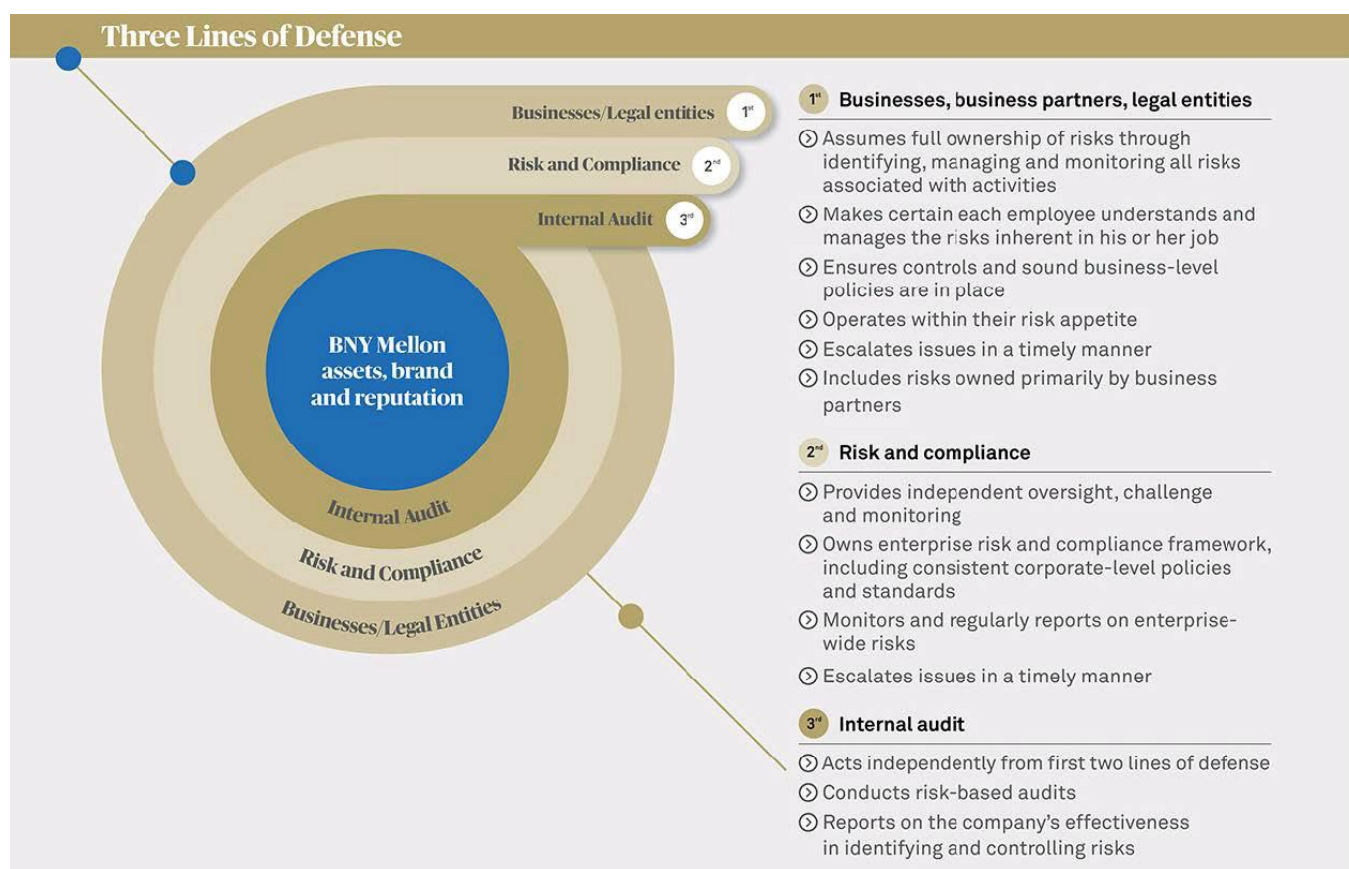 Three Lines of Defense
Businesses/Legal entities 1st
Risk and Compliance 2nd
Internal Audit 3rd
BNY Mellon
assets, brand
and reputation
Internal Audit
Risk and Compliance
Businesses/Legal Entities
1st Businesses, business partners, legal entities
Assumes full ownership of risks through
identifying, managing and monitoring all risks
associated with activities
Makes certain each employee understands and
manages the risks inherent in his or her job
Ensures controls and sound business-level
policies are in place
Operates within their risk appetite
Escalates issues in a timely manner
Includes risks owned primarily by business
partners
2nd Risk and compliance
Provides independent oversight, challenge
and monitoring
Owns enterprise risk and compliance framework,
including consistent corporate-level policies
and standards
Monitors and regularly reports on enterprise-
wide risks
Escalates issues in a timely manner
3rd Internal audit
Acts independently from first two lines of defense
Conducts risk-based audits
Reports on the company's effectiveness
in identifying and controlling risks